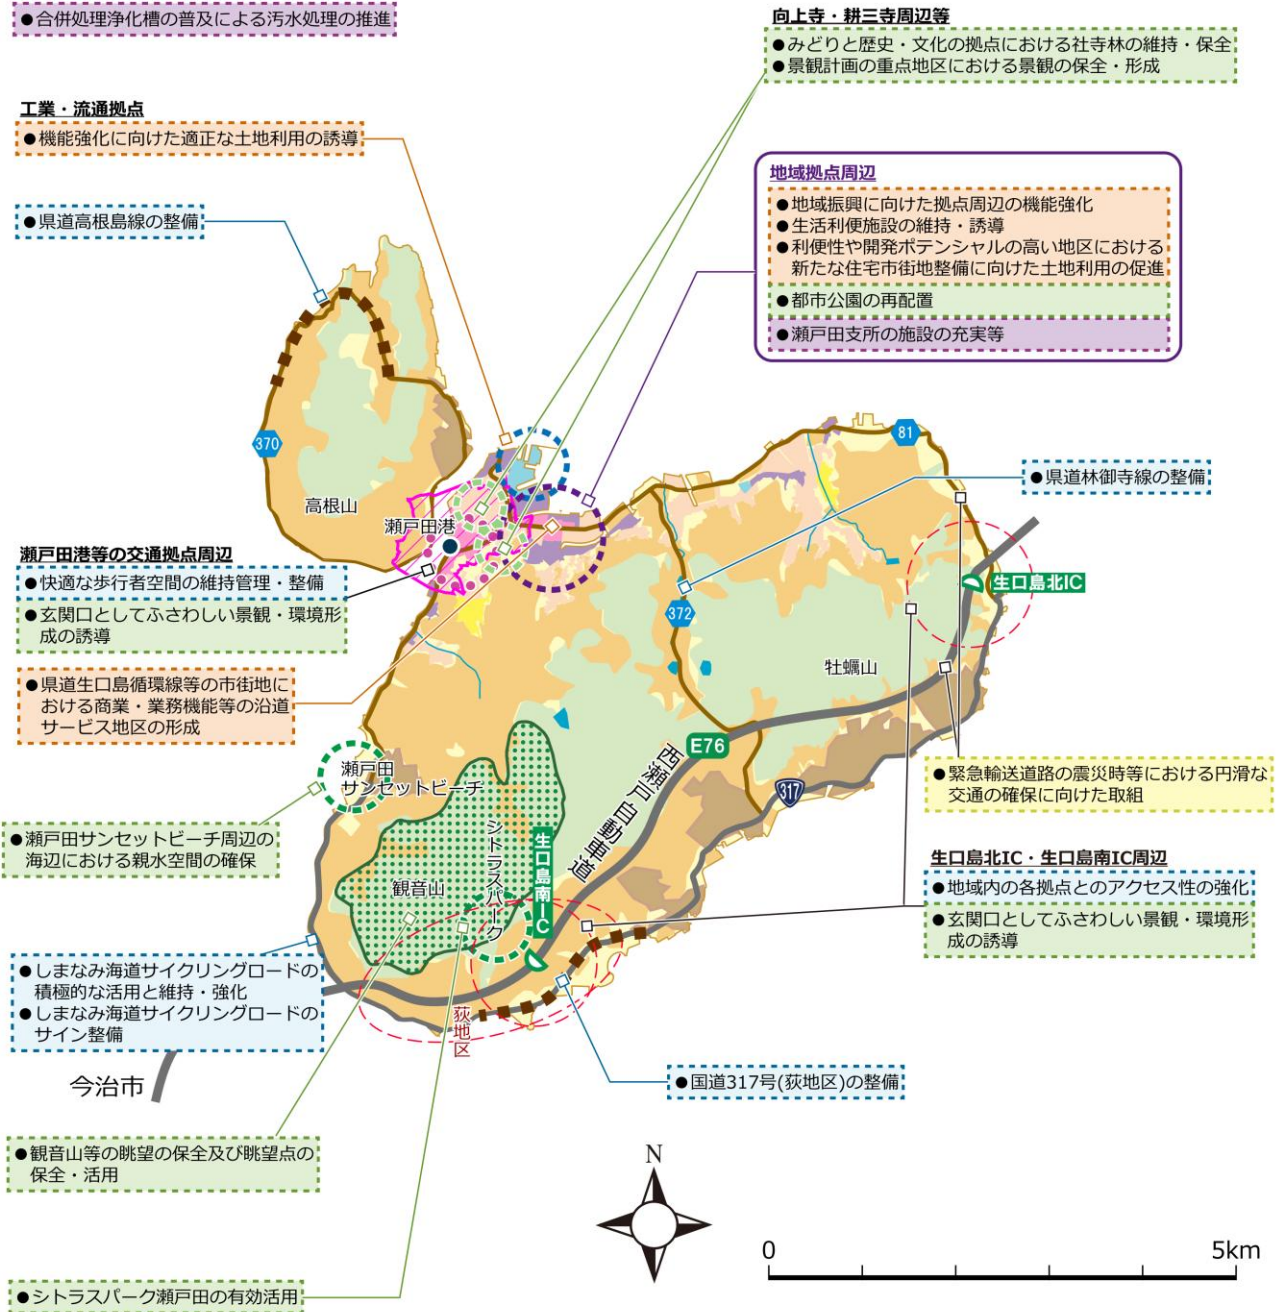 ●合併処理浄化槽の普及による汚水処理の推進
向上寺・耕三寺周辺等
●みどりと歴史・文化の拠点における社寺林の維持・保全
●景観計画の重点地区における景観の保全・形成
工業・流通拠点
●機能強化に向けた適正な土地利用の誘導
地域拠点周辺
●地域振興に向けた拠点周辺の機能強化
●生活利便施設の維持・誘導
●利便性や開発ポテンシャルの高い地区における
新たな住宅市街地整備に向けた土地利用の促進
●都市公園の再配置
●瀬戸田支所の施設の充実等
●県道高根島線の整備
370
81
高根山
瀬戸田港
●県道林御寺線の整備
瀬戸田港等の交通拠点周辺
●快適な歩行者空間の維持管理・整備
●玄関口としてふさわしい景観・環境形
成の誘導
生口島北IC
372
牡蠣山
●県道生口島循環線等の市街地に
おける商業・業務機能等の沿道
サービス地区の形成
E76
西瀬戸自動車道
317
瀬戸田
サンセットビーチ
●緊急輸送道路の震災時等における円滑な
交通の確保に向けた取組
●瀬戸田サンセットビーチ周辺の
海辺における親水空間の確保
シトラスパーク
生口島南IC
観音山
生口島北IC・生口島南IC周辺
●地域内の各拠点とのアクセス性の強化
●玄関口としてふさわしい景観・環境形
成の誘導
●しまなみ海道サイクリングロードの
積極的な活用と維持・強化
●しまなみ海道サイクリングロードの
サイン整備
荻地区
今治市
●国道317号(荻地区)の整備
●観音山等の眺望の保全及び眺望点の
保全・活用
N
0
5km
●シトラスパーク瀬戸田の有効活用